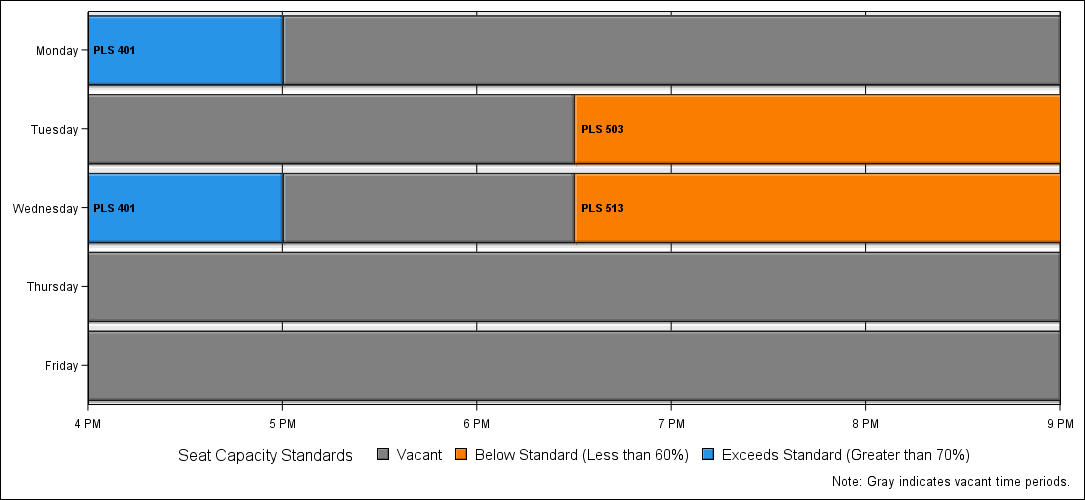 Monday
PLS 401
Tuesday
PLS 503
Wednesday
PLS 401
PLS 513
Thursday
Friday
4 PM 5 PM 6 PM 7 PM 8 PM 9 PM
Seat Capacity Standards Vacant Below Standard (Less than 60%) Exceeds Standard (Greater than 70%)
Note: Gray indicates vacant time periods.